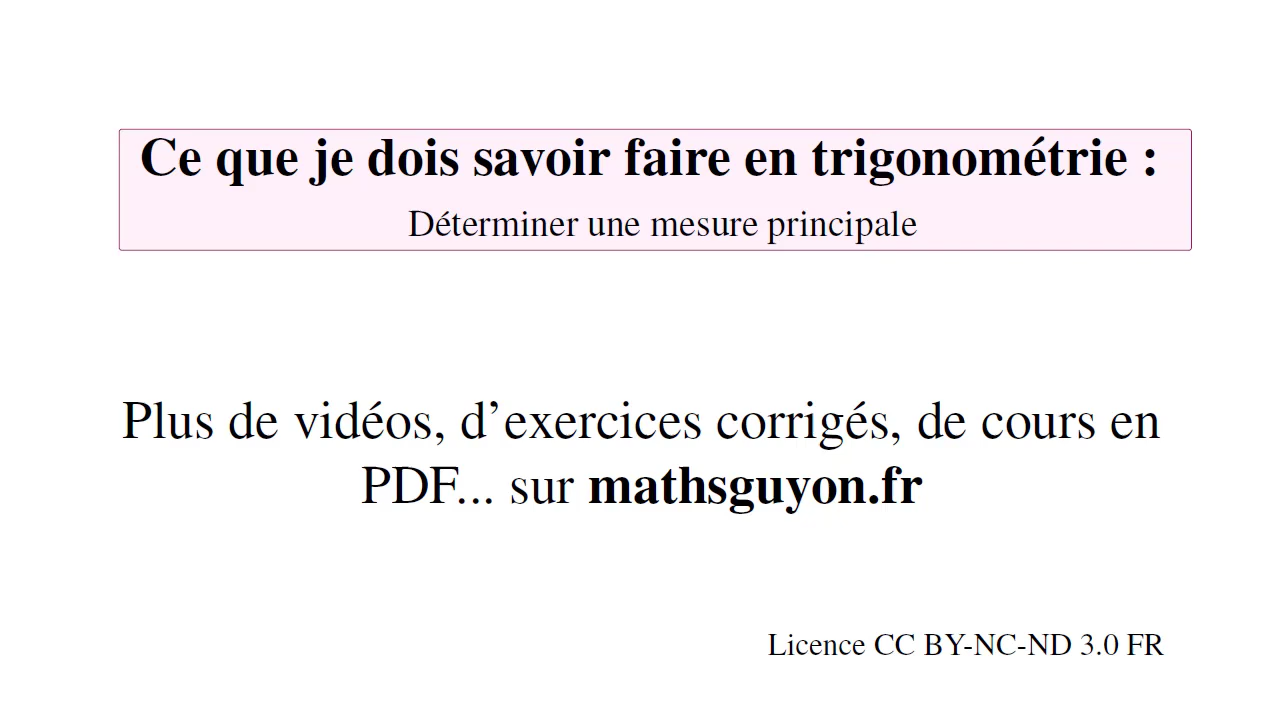 Ce que je dois savoir faire en trigonométrie :
Déterminer une mesure principale
Plus de vidéos, d’exercices corrigés, de cours en
PDF... sur mathsguyon.fr
Licence CC BY-NC-ND 3.0 FR